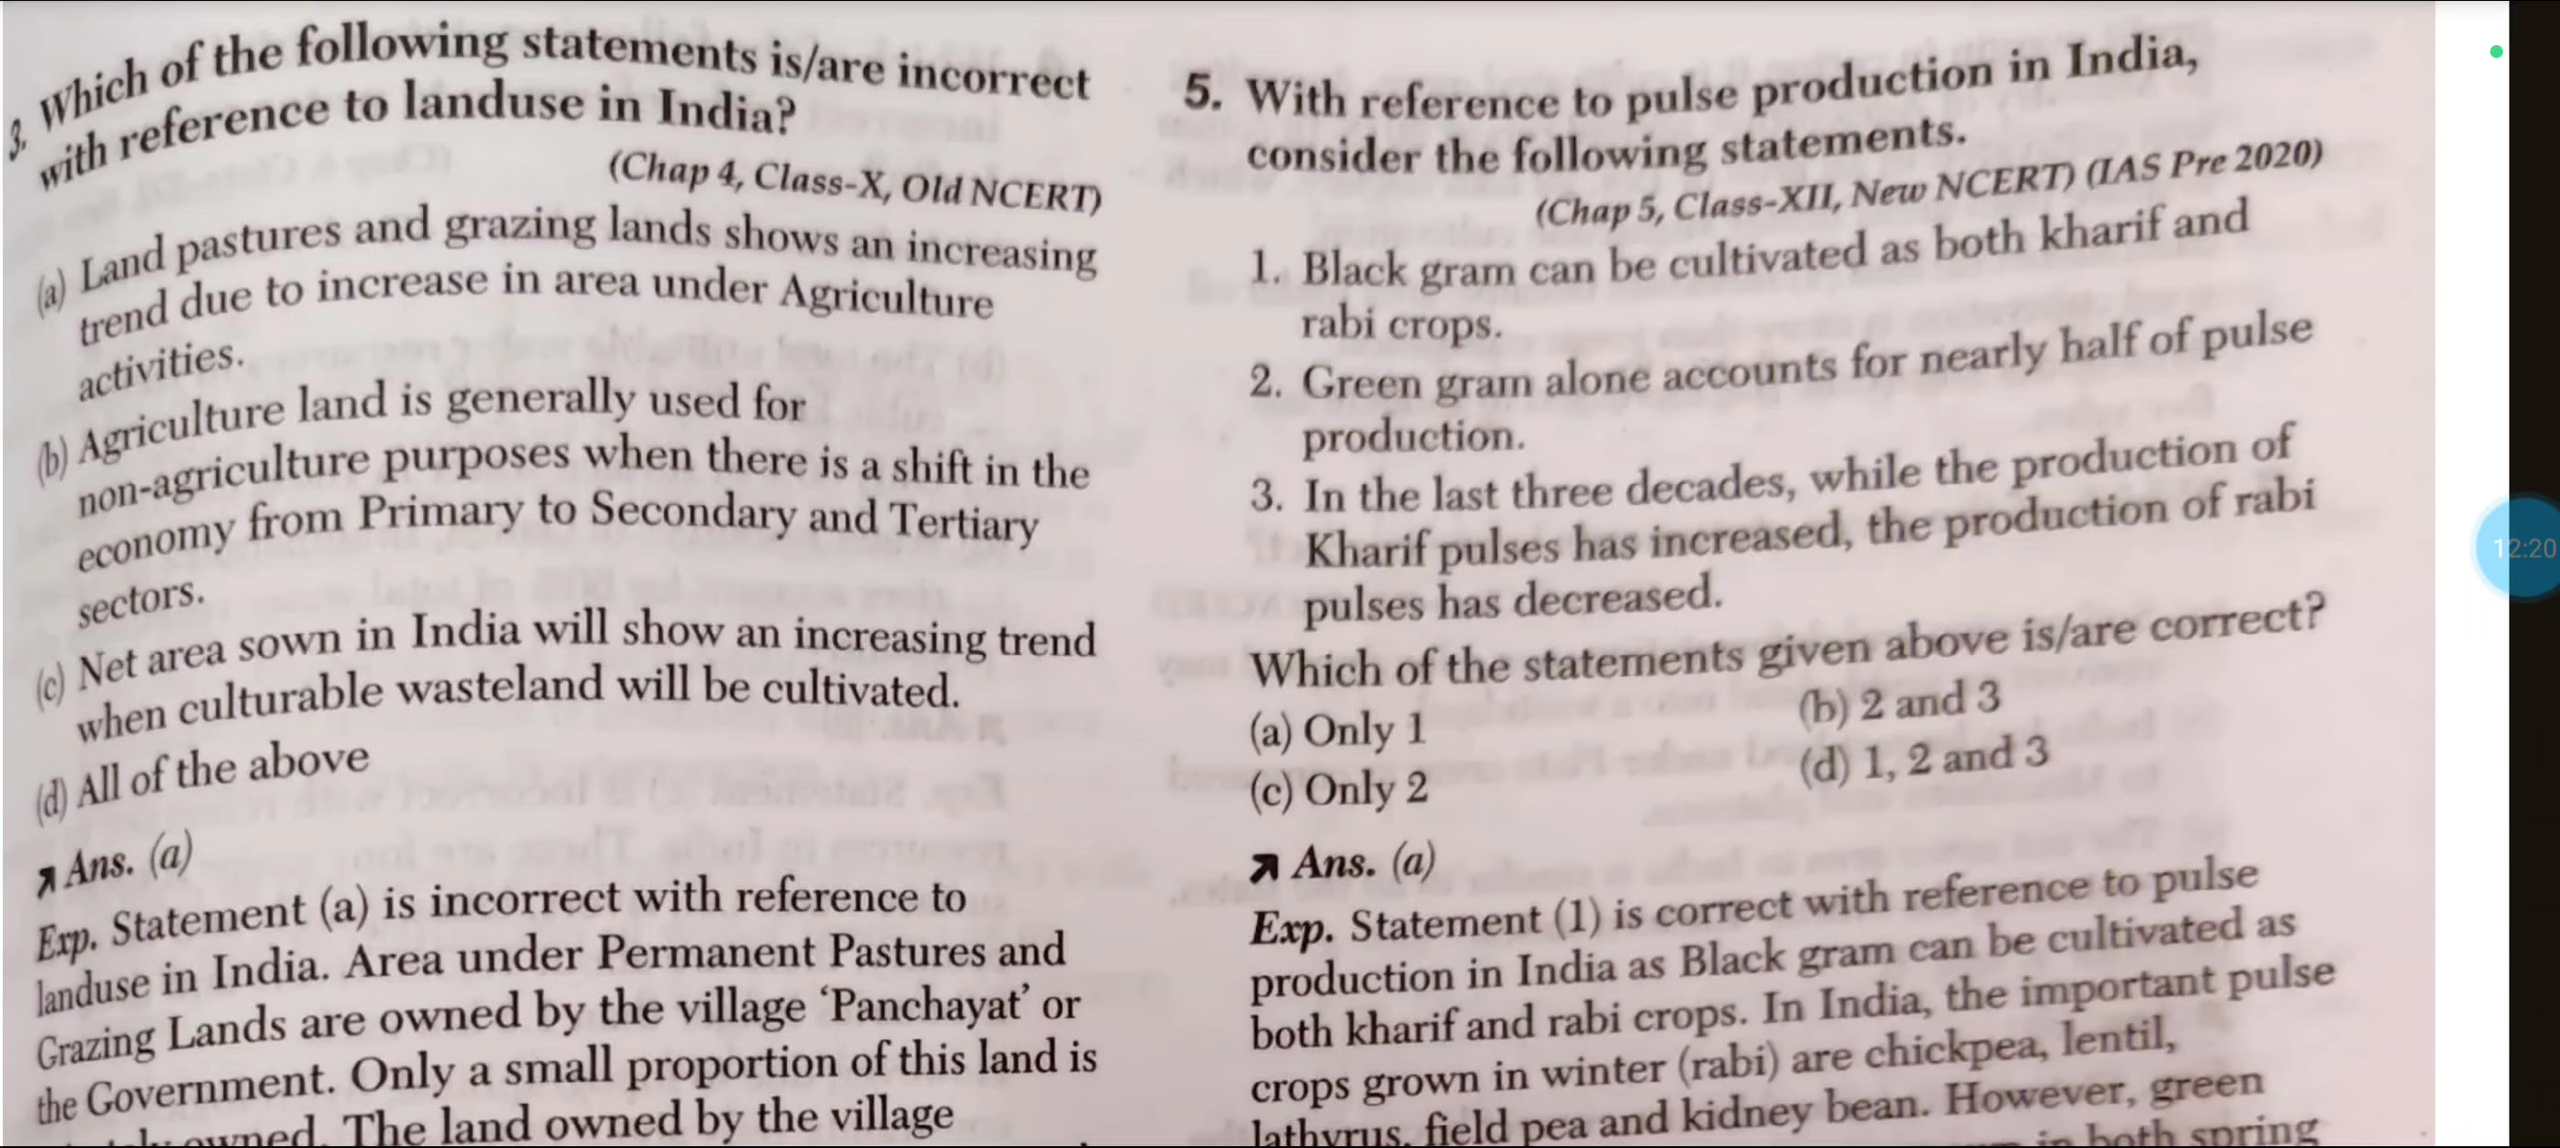 3. Which of the following statements is/are incorrect
with reference to landuse in India?
(Chap 4, Class-X, Old NCERT)
(a) Land pastures and grazing lands shows an increasing
trend due to increase in area under Agriculture
activities.
(b) Agriculture land is generally used for
non-agriculture purposes when there is a shift in the
economy from Primary to Secondary and Tertiary
sectors.
(c) Net area sown in India will show an increasing trend
when culturable wasteland will be cultivated.
(d) All of the above
Ans. (a)
Exp. Statement (a) is incorrect with reference to
landuse in India. Area under Permanent Pastures and
Grazing Lands are owned by the village ‘Panchayat’ or
the Government. Only a small proportion of this land is
owned. The land owned by the village
5. With reference to pulse production in India,
consider the following statements.
(Chap 5, Class-XII, New NCERT) (IAS Pre 2020)
1. Black gram can be cultivated as both kharif and
rabi crops.
2. Green gram alone accounts for nearly half of pulse
production.
3. In the last three decades, while the production of
Kharif pulses has increased, the production of rabi
pulses has decreased.
Which of the statements given above is/are correct?
(a) Only 1
(b) 2 and 3
(c) Only 2
(d) 1, 2 and 3
Ans. (a)
Exp. Statement (1) is correct with reference to pulse
production in India as Black gram can be cultivated as
both kharif and rabi crops. In India, the important pulse
crops grown in winter (rabi) are chickpea, lentil,
lathyrus, field pea and kidney bean. However, green
in both spring
12:20